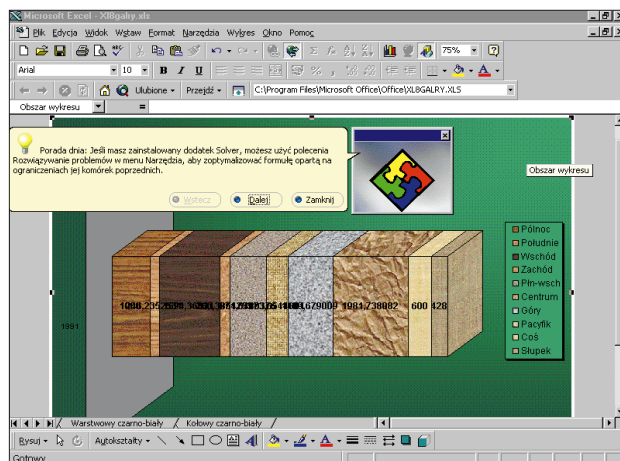 Microsoft Excel - Xl8galry.xls
Plik Edycja Widok Wstaw Format Narzędzia Wykres Okno Pomoc
75%
Arial 10 B I U
Ulubione Przejdź C:\Program Files\Microsoft Office\Office\XL8GALRY.XLS
Obszar wykresu =
Porada dnia: Jeśli masz zainstalowany dodatek Solver, możesz użyć polecenia
Rozwiązywanie problemów w menu Narzędzia, aby zoptymalizować formułę opartą na
ograniczeniach jej komórek poprzednich.
Wstecz Dalej Zamknij
Obszar wykresu
Północ
Południe
Wschód
Zachód
Płn-wsch
Centrum
Góry
Pacyfik
Coś
Słupek
1991
1981,738082 600 428
Warstwowy czarno-biały Kołowy czarno-biały
Rysuj Autokształty
Gotowy